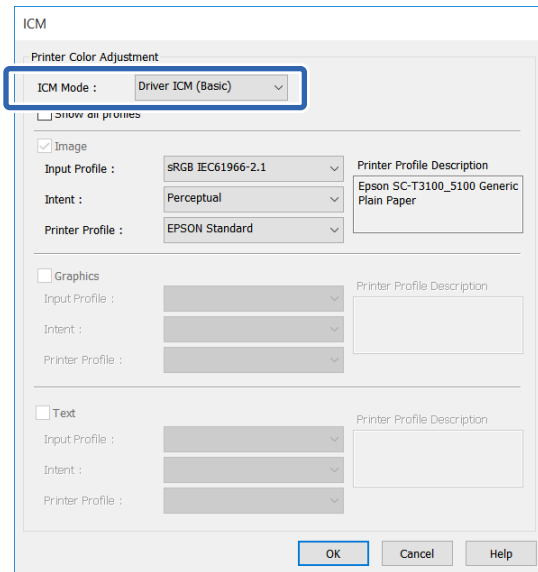 ICM
Printer Color Adjustment
ICM Mode : Driver ICM (Basic)
Show all profiles
Image
Input Profile : sRGB IEC61966-2.1 Printer Profile Description
Intent : Perceptual Epson SC-T3100_5100 Generic
Plain Paper
Printer Profile : EPSON Standard
Graphics
Input Profile : Printer Profile Description
Intent :
Printer Profile :
Text
Input Profile : Printer Profile Description
Intent :
Printer Profile :
OK Cancel Help